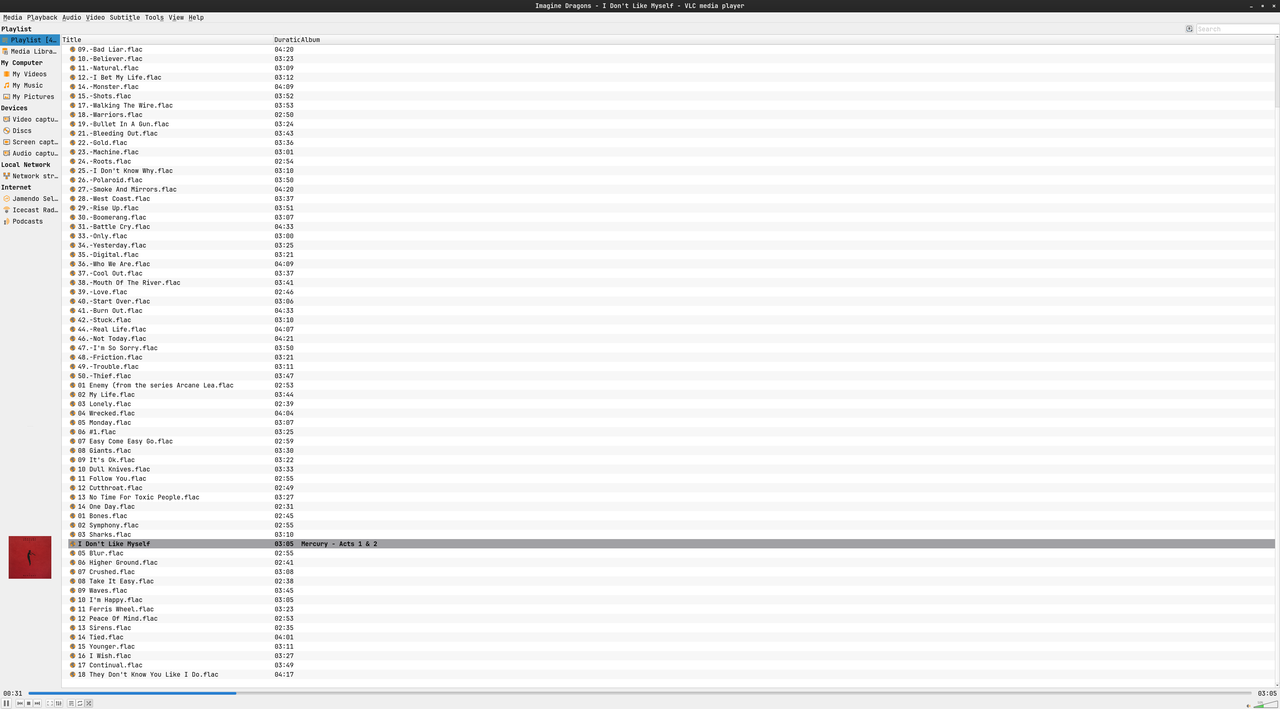 Imagine Dragons - I Don't Like Myself - VLC media player
Media Playback Audio Video Subtitle Tools View Help
Playlist
Search
Playlist [4…
Media Libra…
My Computer
My Videos
My Music
My Pictures
Devices
Video captu…
Discs
Screen capt…
Audio captu…
Local Network
Network str…
Internet
Jamendo Sel…
Icecast Rad…
Podcasts
Title Duratic Album
09.-Bad Liar.flac 04:20
10.-Believer.flac 03:23
11.-Natural.flac 03:09
12.-I Bet My Life.flac 03:12
14.-Monster.flac 04:09
15.-Shots.flac 03:52
17.-Walking The Wire.flac 03:53
18.-Warriors.flac 02:50
19.-Bullet In A Gun.flac 03:24
21.-Bleeding Out.flac 03:43
22.-Gold.flac 03:36
23.-Machine.flac 03:01
24.-Roots.flac 02:54
25.-I Don't Know Why.flac 03:10
26.-Polaroid.flac 03:50
27.-Smoke And Mirrors.flac 04:20
28.-West Coast.flac 03:37
29.-Rise Up.flac 03:51
30.-Boomerang.flac 03:07
31.-Battle Cry.flac 04:33
33.-Only.flac 03:00
34.-Yesterday.flac 03:25
35.-Digital.flac 03:21
36.-Who We Are.flac 04:09
37.-Cool Out.flac 03:37
38.-Mouth Of The River.flac 03:41
39.-Love.flac 02:46
40.-Start Over.flac 03:06
41.-Burn Out.flac 04:33
42.-Stuck.flac 03:10
44.-Real Life.flac 04:07
46.-Not Today.flac 04:21
47.-I'm So Sorry.flac 03:50
48.-Friction.flac 03:21
49.-Trouble.flac 03:11
50.-Thief.flac 03:47
01 Enemy (from the series Arcane Lea.flac 02:53
02 My Life.flac 03:44
03 Lonely.flac 02:39
04 Wrecked.flac 04:04
05 Monday.flac 03:07
06 #1.flac 03:25
07 Easy Come Easy Go.flac 02:59
08 Giants.flac 03:30
09 It's Ok.flac 03:22
10 Dull Knives.flac 03:33
11 Follow You.flac 02:55
12 Cutthroat.flac 02:49
13 No Time For Toxic People.flac 03:27
14 One Day.flac 02:31
01 Bones.flac 02:45
02 Symphony.flac 02:55
03 Sharks.flac 03:10
I Don't Like Myself 03:05 Mercury - Acts 1 & 2
05 Blur.flac 02:55
06 Higher Ground.flac 02:41
07 Crushed.flac 03:08
08 Take It Easy.flac 02:38
09 Waves.flac 03:45
10 I'm Happy.flac 03:05
11 Ferris Wheel.flac 03:23
12 Peace Of Mind.flac 02:53
13 Sirens.flac 02:35
14 Tied.flac 04:01
15 Younger.flac 03:11
16 I Wish.flac 03:27
17 Continual.flac 03:49
18 They Don't Know You Like I Do.flac 04:17
00:31 03:05